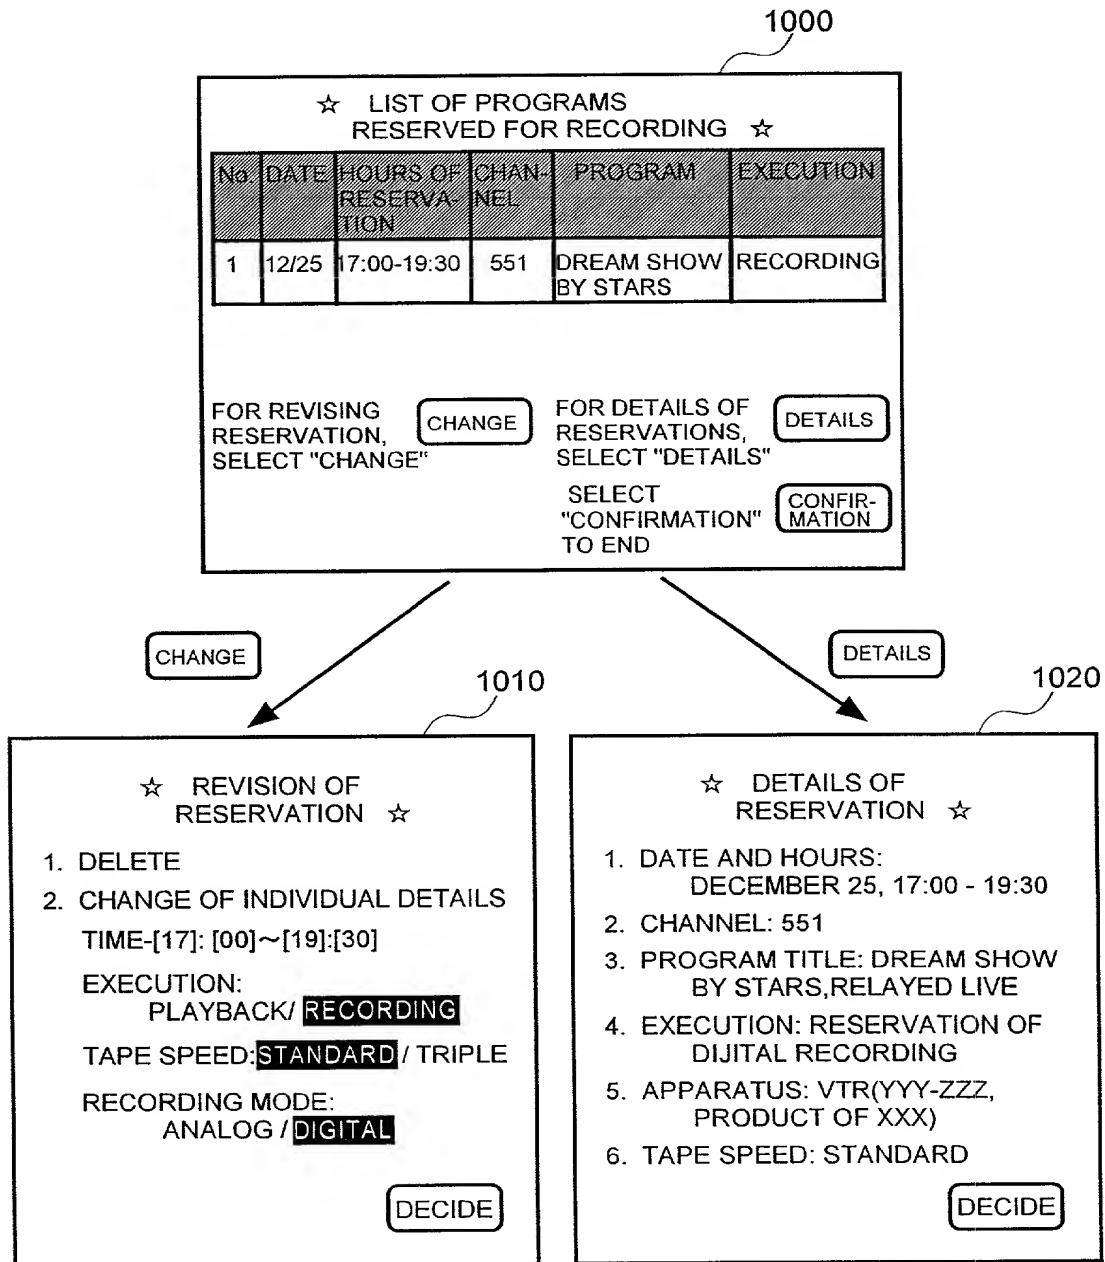 1000
☆ LIST OF PROGRAMS
RESERVED FOR RECORDING ☆
No. DATE HOURS OF RESERVA- TION CHAN- NEL PROGRAM EXECUTION
1 12/25 17:00-19:30 551 DREAM SHOW BY STARS RECORDING
FOR REVISING
RESERVATION,
SELECT "CHANGE"
CHANGE
FOR DETAILS OF
RESERVATIONS,
SELECT "DETAILS"
DETAILS
SELECT
"CONFIRMATION"
TO END
CONFIR-
MATION
CHANGE
DETAILS
1010
☆ REVISION OF
RESERVATION ☆
1. DELETE
2. CHANGE OF INDIVIDUAL DETAILS
TIME-[17]: [00]~[19]:[30]
EXECUTION:
PLAYBACK/ RECORDING
TAPE SPEED:STANDARD / TRIPLE
RECORDING MODE:
ANALOG / DIGITAL
DECIDE
1020
☆ DETAILS OF
RESERVATION ☆
1. DATE AND HOURS:
DECEMBER 25, 17:00 - 19:30
2. CHANNEL: 551
3. PROGRAM TITLE: DREAM SHOW
BY STARS,RELAYED LIVE
4. EXECUTION: RESERVATION OF
DIJITAL RECORDING
5. APPARATUS: VTR(YYY-ZZZ,
PRODUCT OF XXX)
6. TAPE SPEED: STANDARD
DECIDE